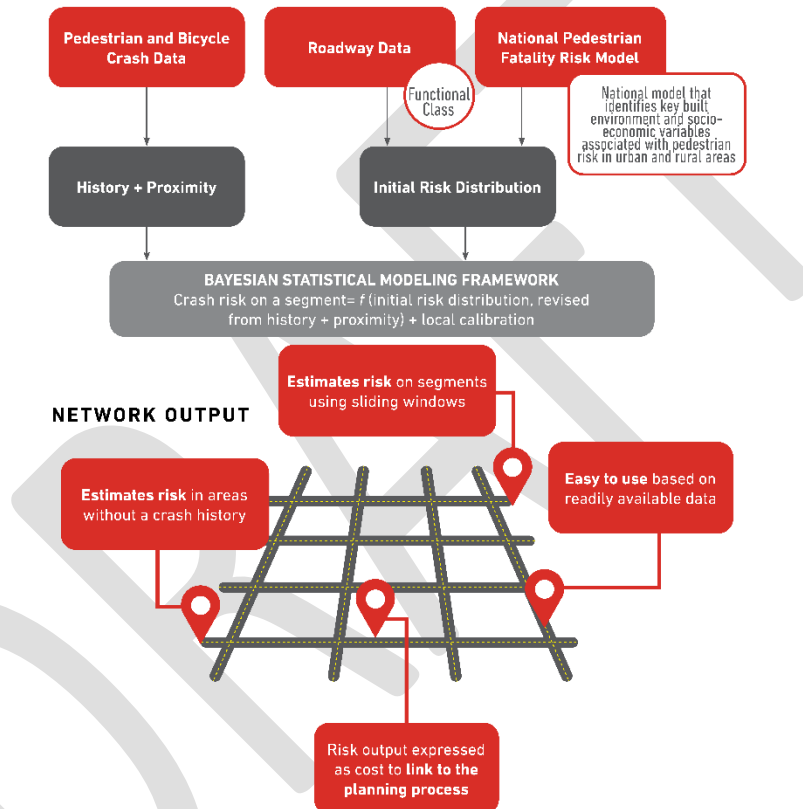 Pedestrian and Bicycle
Crash Data
Roadway Data
Functional
Class
National Pedestrian
Fatality Risk Model
National model that
identifies key built
environment and socio-
economic variables
associated with pedestrian
risk in urban and rural areas
History + Proximity
Initial Risk Distribution
BAYESIAN STATISTICAL MODELING FRAMEWORK
Crash risk on a segment= f (initial risk distribution, revised
from history + proximity) + local calibration
NETWORK OUTPUT
Estimates risk on segments
using sliding windows
Estimates risk in areas
without a crash history
Easy to use based on
readily available data
Risk output expressed
as cost to link to the
planning process
DRAFT